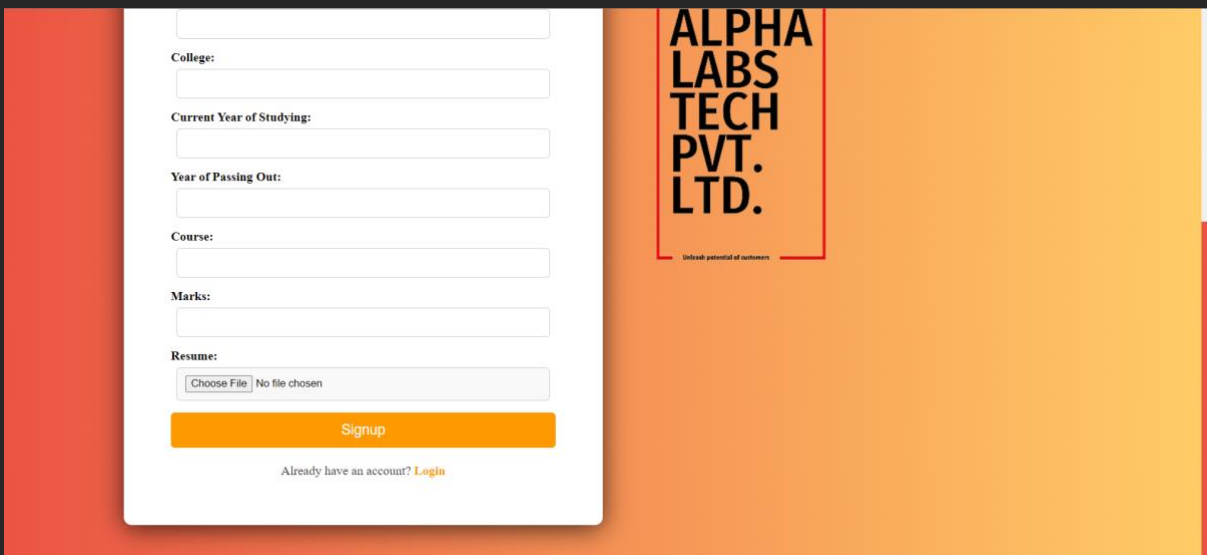 College:
Current Year of Studying:
Year of Passing Out:
Course:
Marks:
Resume:
Choose File No file chosen
Signup
Already have an account? Login
ALPHA
LABS
TECH
PVT.
LTD.
Unleash potential of customers